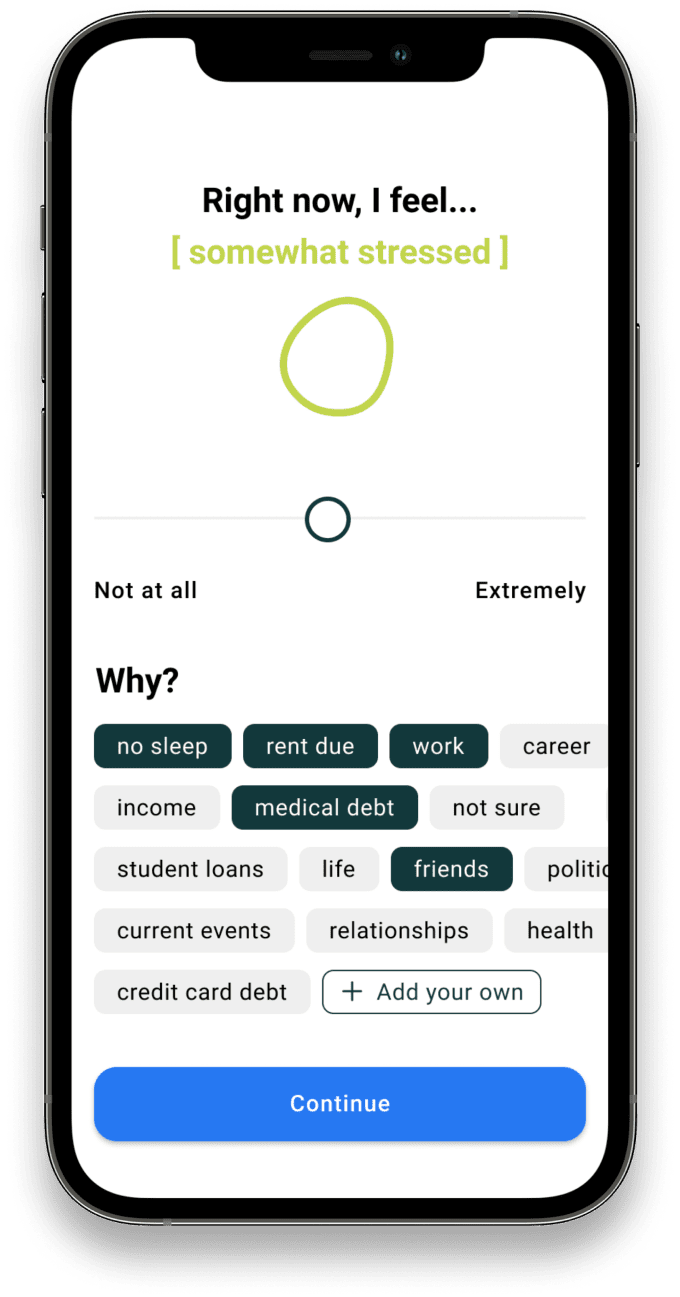 Right now, I feel...
[ somewhat stressed ]
Not at all Extremely
Why?
no sleep rent due work career
income medical debt not sure
student loans life friends politic
current events relationships health
credit card debt + Add your own
Continue